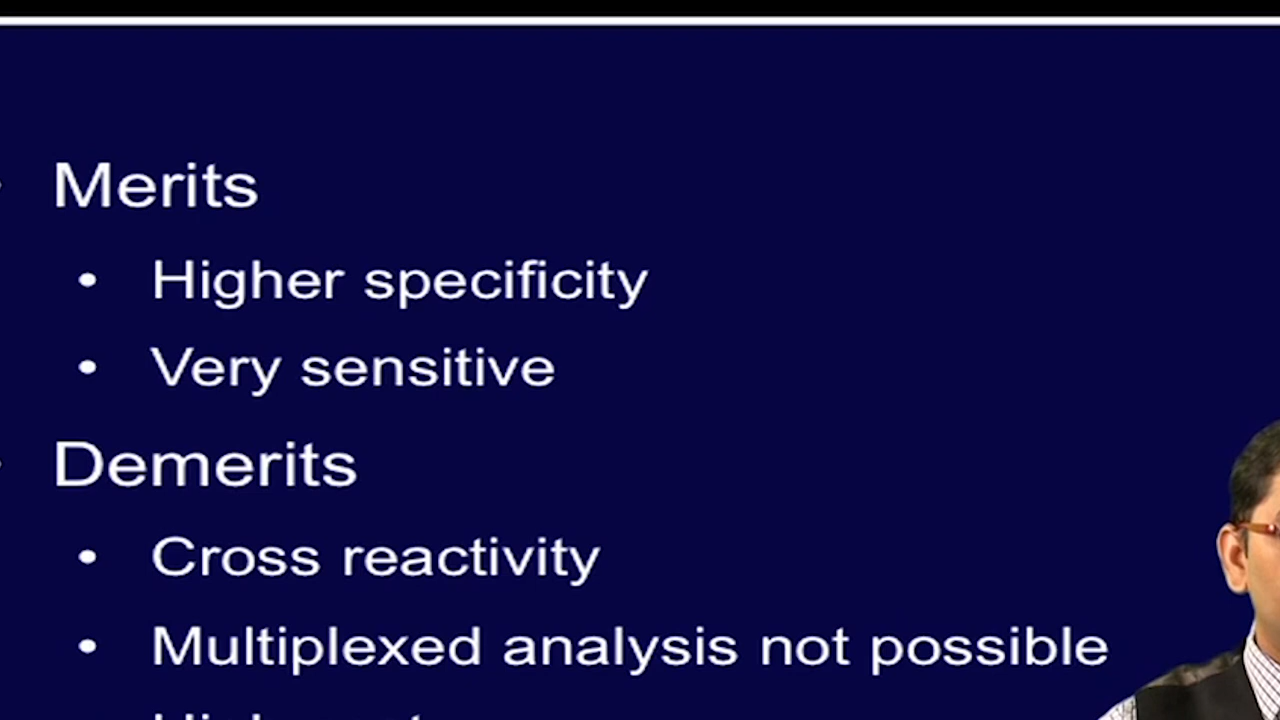 Merits
• Higher specificity
• Very sensitive
Demerits
• Cross reactivity
• Multiplexed analysis not possible